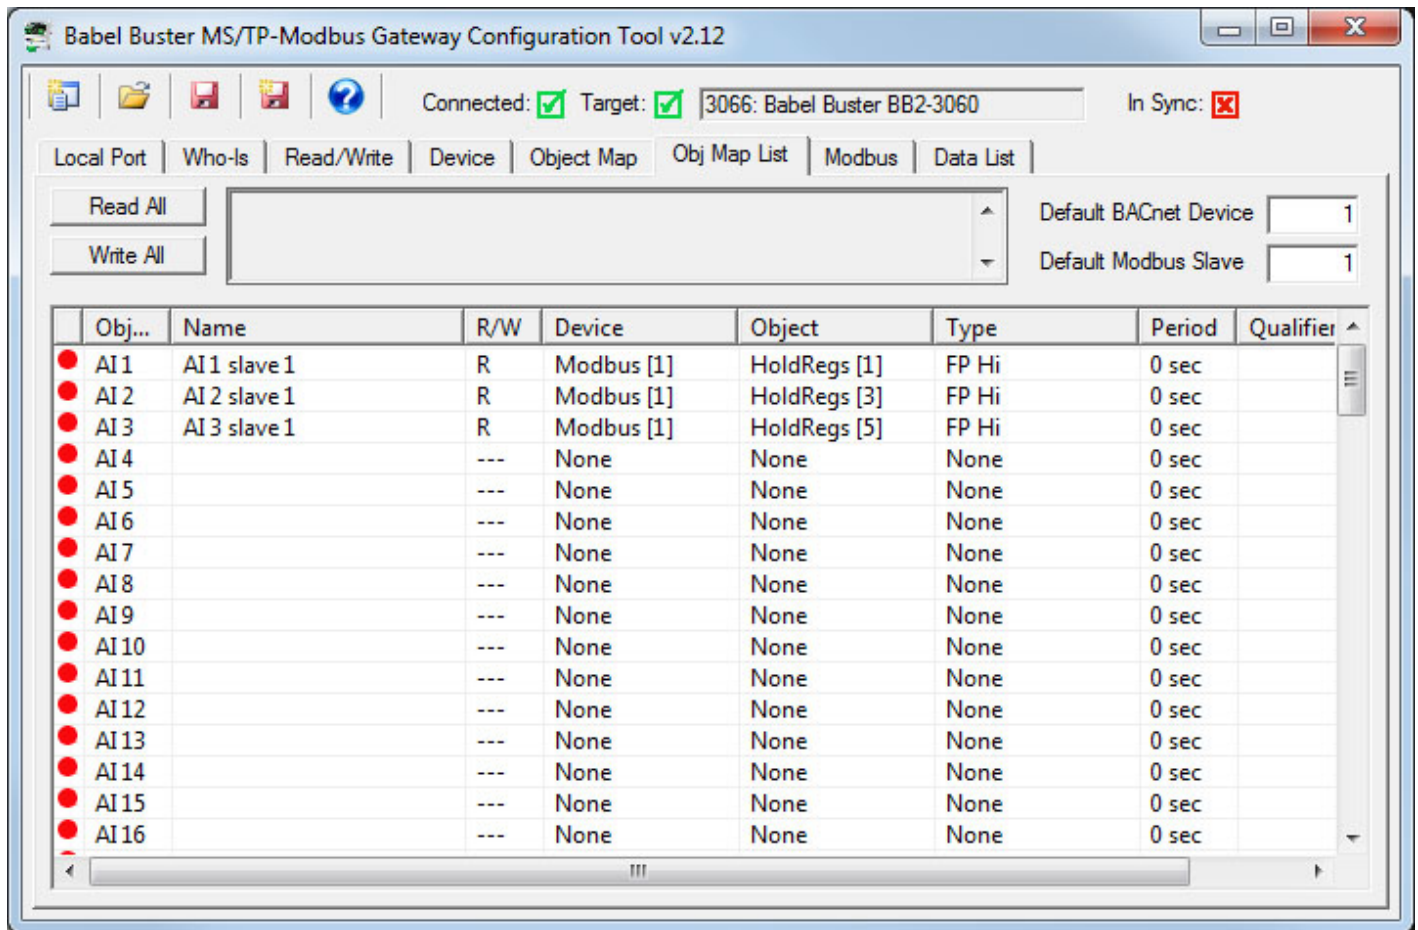 Babel Buster MS/TP-Modbus Gateway Configuration Tool v2.12
Connected: Target: 3066: Babel Buster BB2-3060 In Sync:
Local Port Who-Is Read/Write Device Object Map Obj Map List Modbus Data List
Read All Default BACnet Device 1
Write All Default Modbus Slave 1
Obj... Name R/W Device Object Type Period Qualifier
AI 1 AI 1 slave 1 R Modbus [1] HoldRegs [1] FP Hi 0 sec
AI 2 AI 2 slave 1 R Modbus [1] HoldRegs [3] FP Hi 0 sec
AI 3 AI 3 slave 1 R Modbus [1] HoldRegs [5] FP Hi 0 sec
AI 4 --- None None None 0 sec
AI 5 --- None None None 0 sec
AI 6 --- None None None 0 sec
AI 7 --- None None None 0 sec
AI 8 --- None None None 0 sec
AI 9 --- None None None 0 sec
AI 10 --- None None None 0 sec
AI 11 --- None None None 0 sec
AI 12 --- None None None 0 sec
AI 13 --- None None None 0 sec
AI 14 --- None None None 0 sec
AI 15 --- None None None 0 sec
AI 16 --- None None None 0 sec